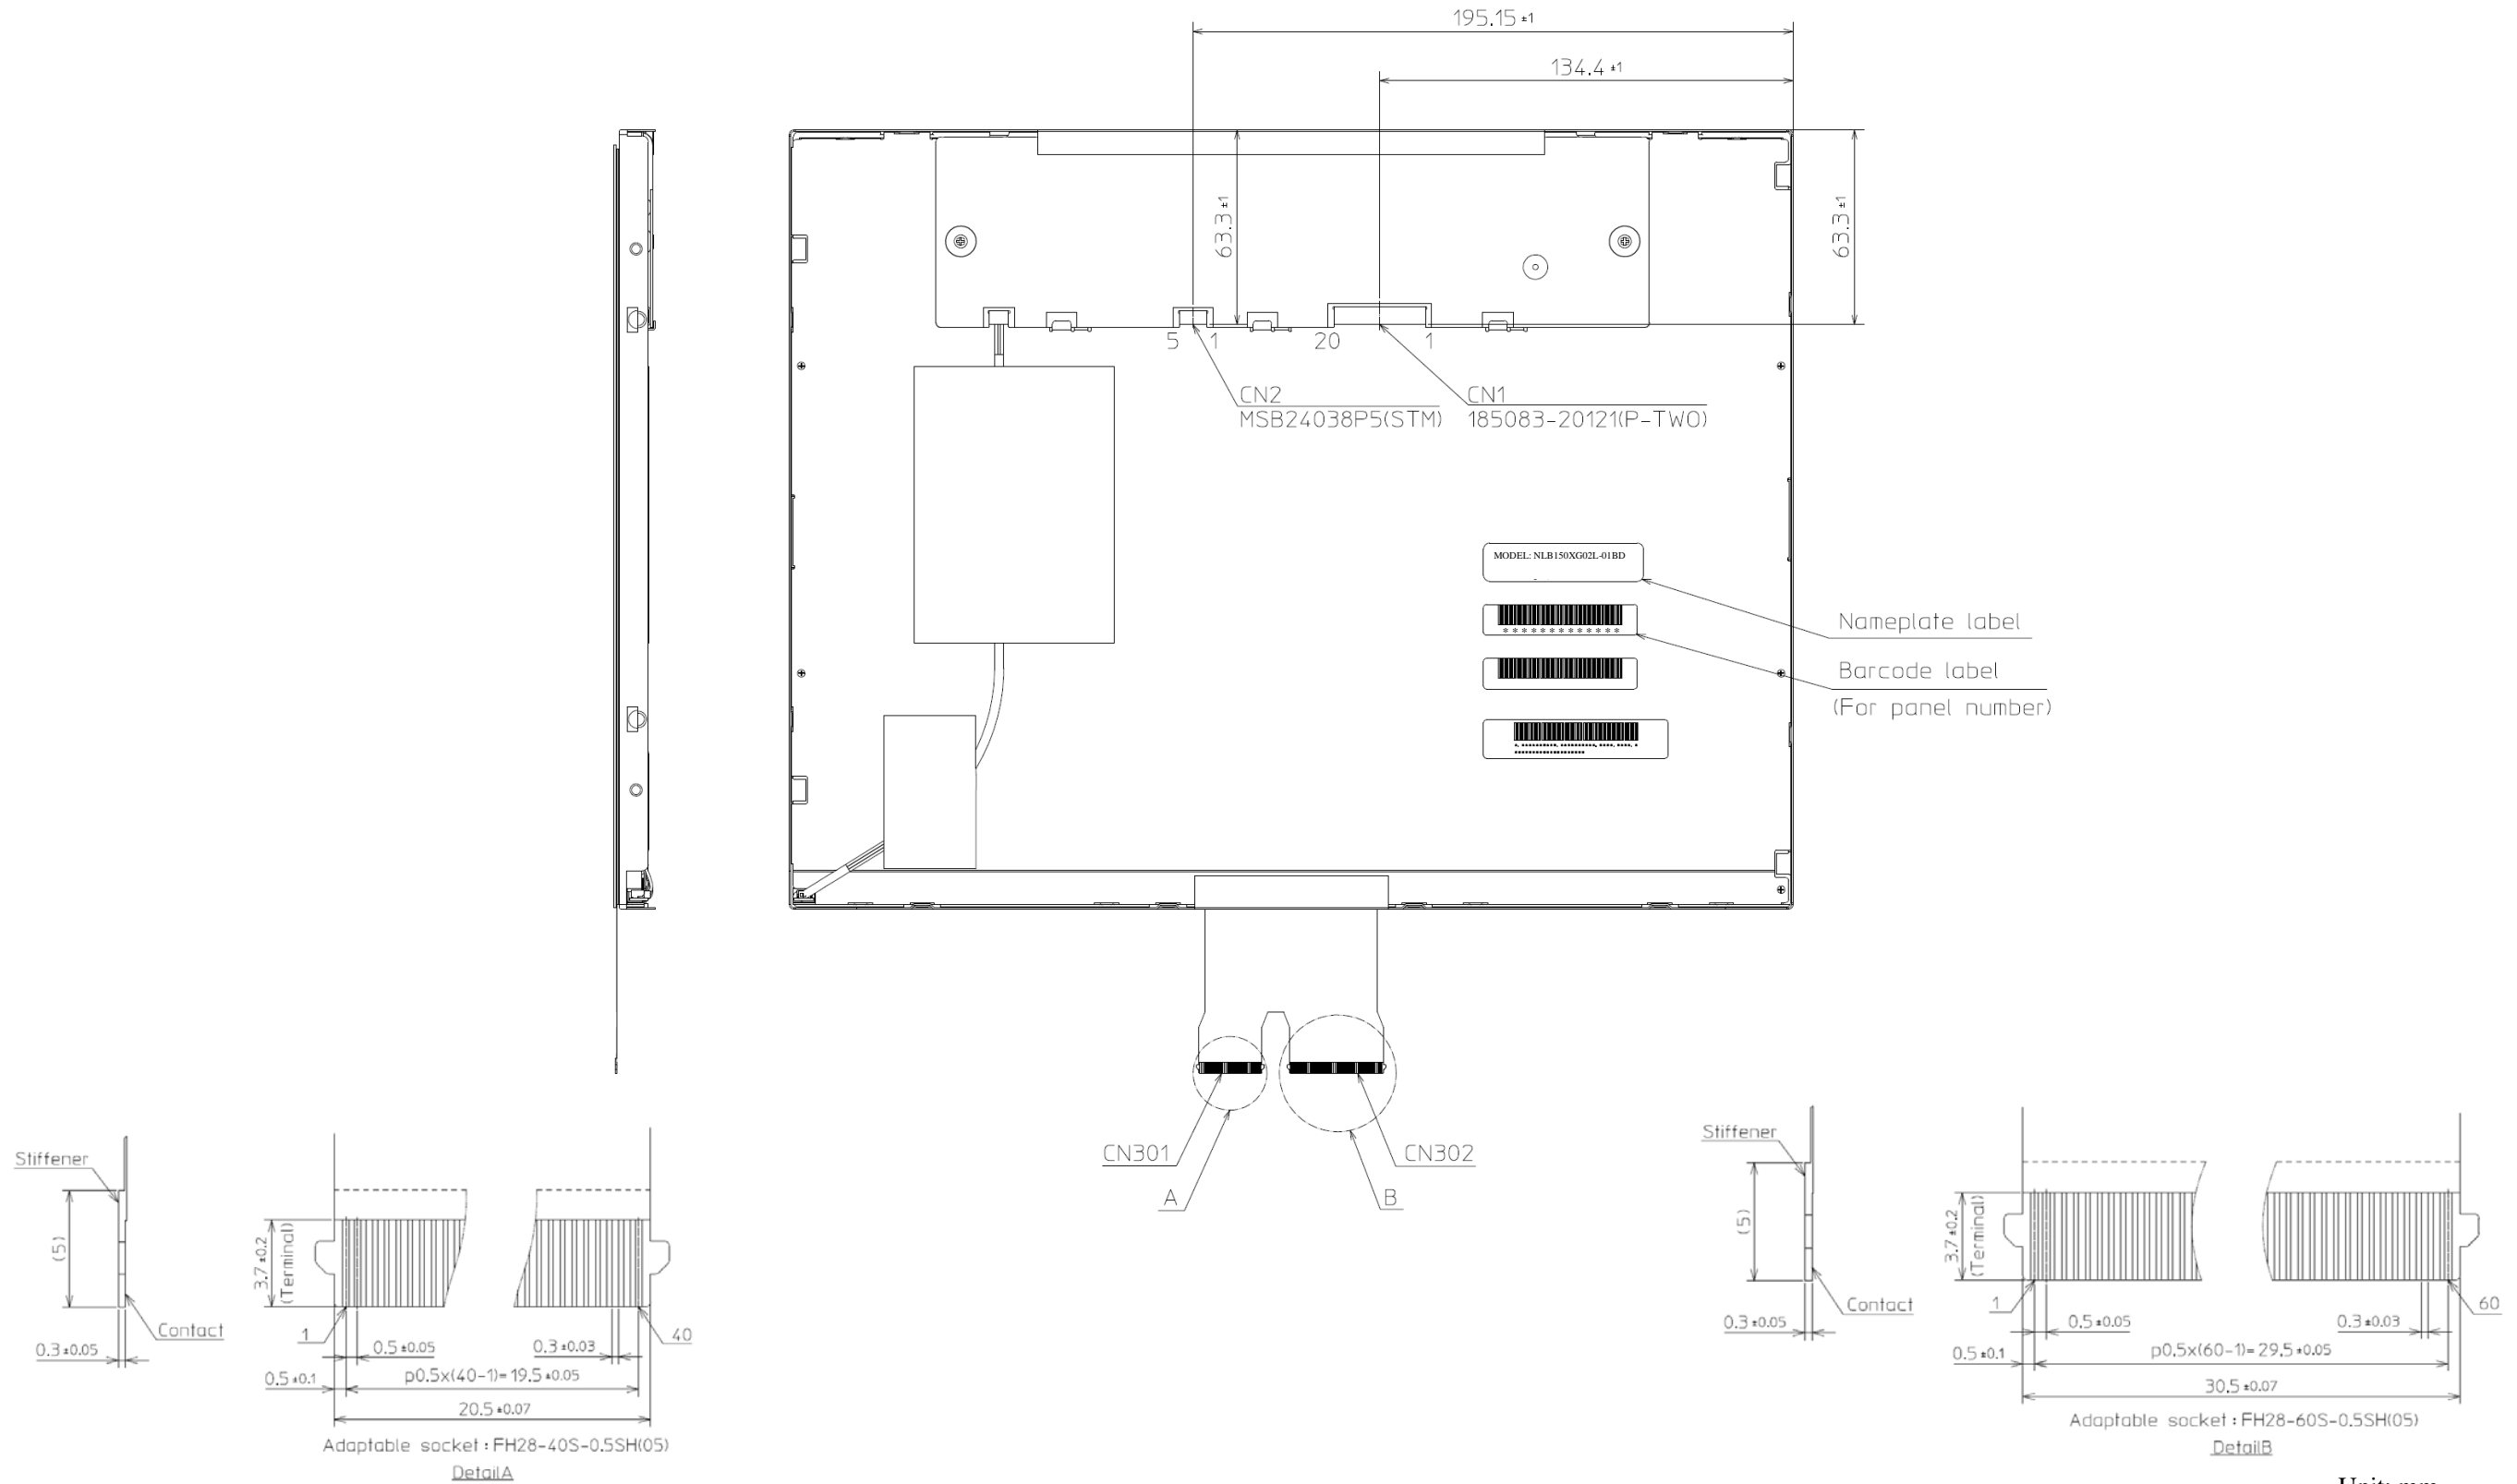 195.15 ±1
134.4 ±1
63.3 ±1
63.3 ±1
5 1 20 1
CN2
MSB24038P5(STM)
CN1
185083-20121(P-TWO)
MODEL: NLB150XG02L-01BD
Nameplate label
* * * * * * * * * * * * *
Barcode label
(For panel number)
CN301
CN302
A
B
Stiffener
(5)
Contact
0.3 ±0.05
3.7 ±0.2
(Terminal)
1
40
0.5 ±0.05
0.3 ±0.03
0.5 ±0.1
p0.5x(40-1)=19.5 ±0.05
20.5 ±0.07
Adaptable socket : FH28-40S-0.5SH(05)
DetailA
Stiffener
(5)
Contact
0.3 ±0.05
3.7 ±0.2
(Terminal)
1
60
0.5 ±0.05
0.3 ±0.03
0.5 ±0.1
p0.5x(60-1)=29.5 ±0.05
30.5 ±0.07
Adaptable socket : FH28-60S-0.5SH(05)
DetailB
Unit: mm